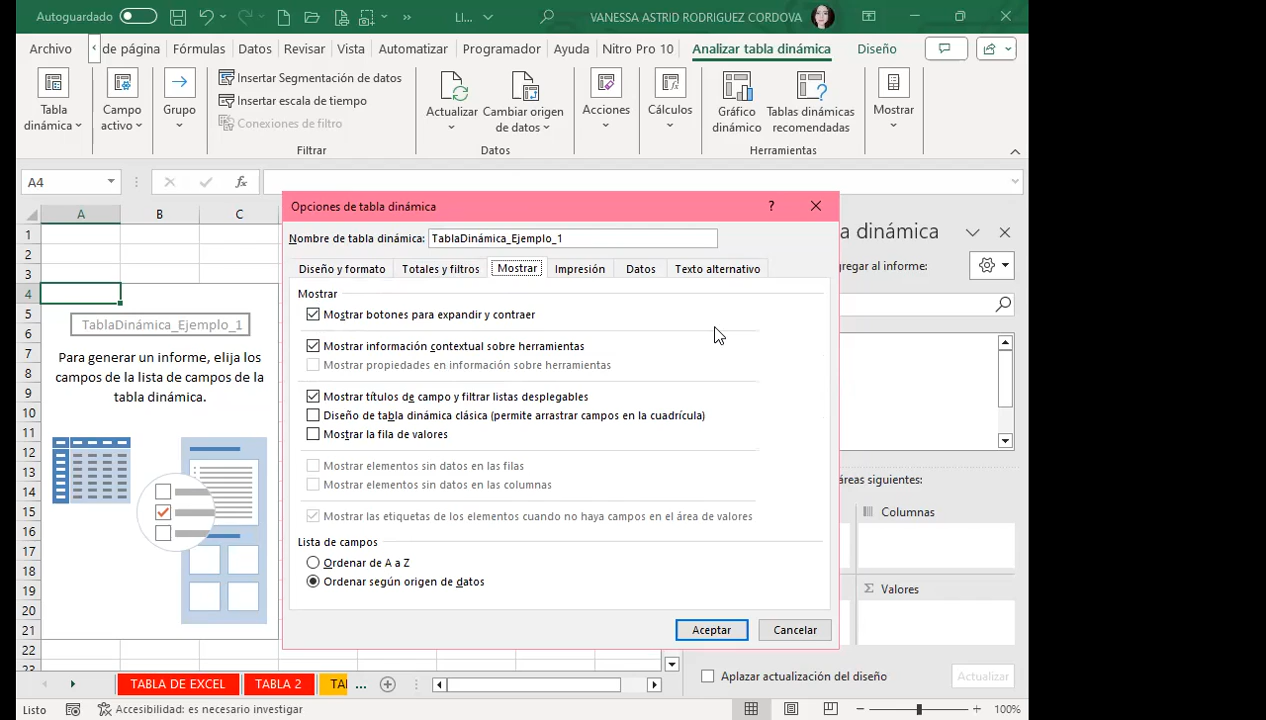 Autoguardado
LI...
VANESSA ASTRID RODRIGUEZ CORDOVA
Archivo
de página
Fórmulas
Datos
Revisar
Vista
Automatizar
Programador
Ayuda
Nitro Pro 10
Analizar tabla dinámica
Diseño
Tabla
dinámica
Campo
activo
Grupo
Insertar Segmentación de datos
Insertar escala de tiempo
Conexiones de filtro
Filtrar
Actualizar
Cambiar origen
de datos
Datos
Acciones
Cálculos
Gráfico
dinámico
Tablas dinámicas
recomendadas
Herramientas
Mostrar
A4
fx
A B C
1
2
3
4
5
6
7
8
9
10
11
12
13
14
15
16
17
18
19
20
21
22
23
TablaDinámica_Ejemplo_1
Para generar un informe, elija los
campos de la lista de campos de la
tabla dinámica.
Opciones de tabla dinámica
?
Nombre de tabla dinámica: TablaDinámica_Ejemplo_1
Diseño y formato
Totales y filtros
Mostrar
Impresión
Datos
Texto alternativo
Mostrar
Mostrar botones para expandir y contraer
Mostrar información contextual sobre herramientas
Mostrar propiedades en información sobre herramientas
Mostrar títulos de campo y filtrar listas desplegables
Diseño de tabla dinámica clásica (permite arrastrar campos en la cuadrícula)
Mostrar la fila de valores
Mostrar elementos sin datos en las filas
Mostrar elementos sin datos en las columnas
Mostrar las etiquetas de los elementos cuando no haya campos en el área de valores
Lista de campos
Ordenar de A a Z
Ordenar según origen de datos
Aceptar
Cancelar
la dinámica
gregar al informe:
áreas siguientes:
Columnas
Σ Valores
Aplazar actualización del diseño
Actualizar
TABLA DE EXCEL
TABLA 2
TAI
...
Listo
Accesibilidad: es necesario investigar
100%